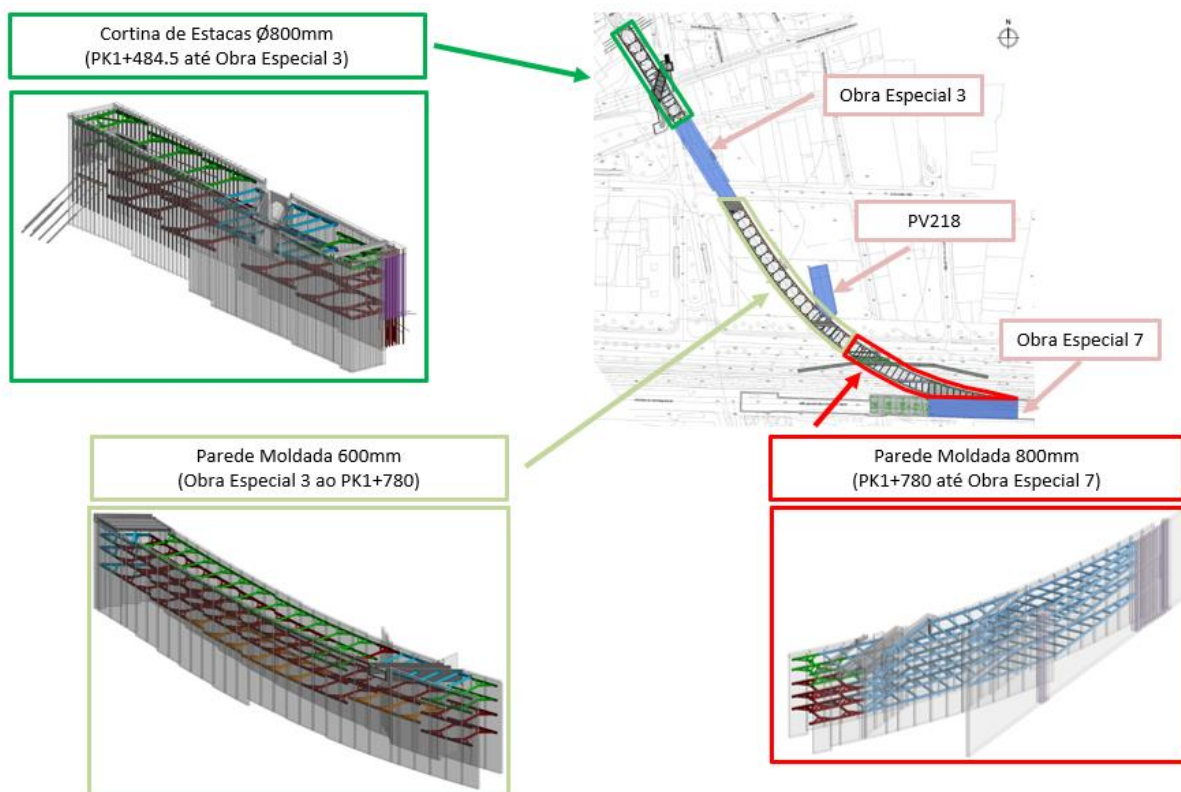 Cortina de Estacas Ø800mm
(PK1+484.5 até Obra Especial 3)
N
Obra Especial 3
PV218
Obra Especial 7
Parede Moldada 600mm
(Obra Especial 3 ao PK1+780)
Parede Moldada 800mm
(PK1+780 até Obra Especial 7)